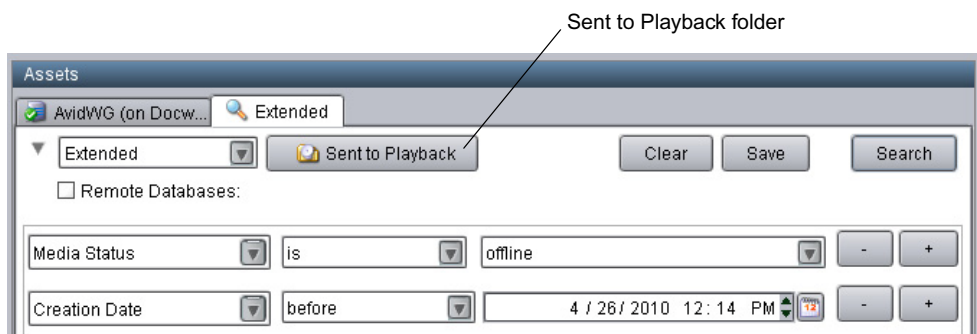 Sent to Playback folder
Assets
AvidWG (on Docw... Extended
Extended Sent to Playback Clear Save Search
Remote Databases:
Media Status is offline - +
Creation Date before 4 / 26 / 2010 12 : 14 PM 12 - +